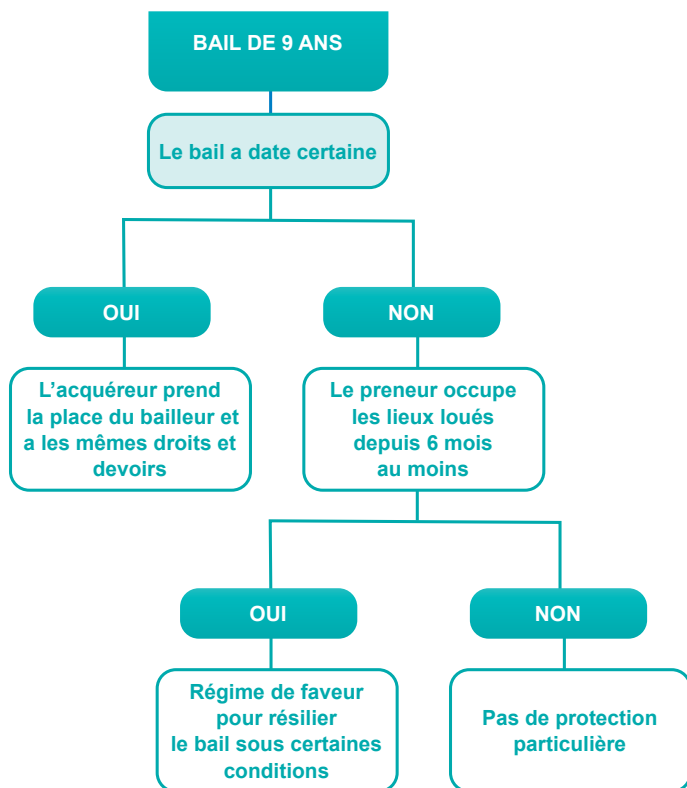 BAIL DE 9 ANS
Le bail a date certaine
OUI
NON
L'acquéreur prend
la place du bailleur et
a les mêmes droits et
devoirs
Le preneur occupe
les lieux loués
depuis 6 mois
au moins
OUI
NON
Régime de faveur
pour résilier
le bail sous certaines
conditions
Pas de protection
particulière